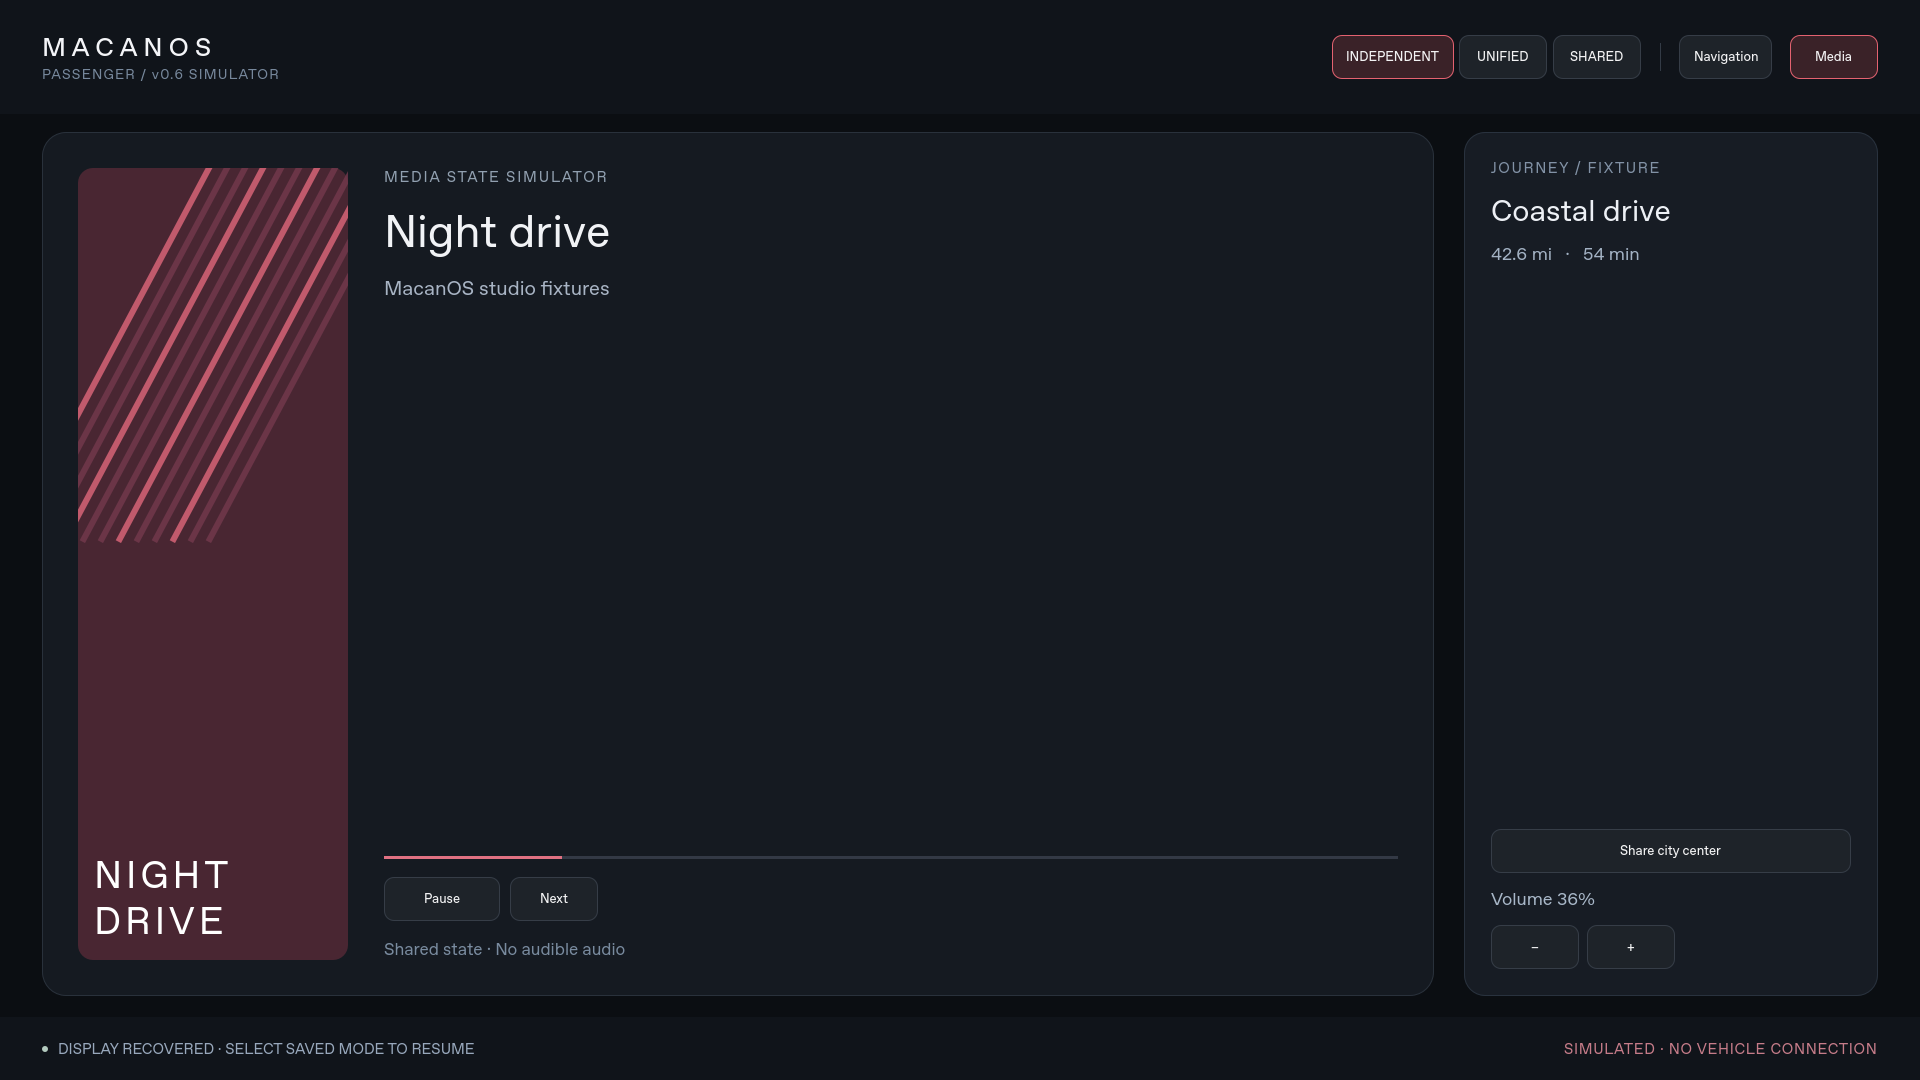 MACANOS
PASSENGER / v0.6 SIMULATOR
INDEPENDENT
UNIFIED
SHARED
Navigation
Media
NIGHT
DRIVE
MEDIA STATE SIMULATOR
Night drive
MacanOS studio fixtures
Pause
Next
Shared state · No audible audio
JOURNEY / FIXTURE
Coastal drive
42.6 mi · 54 min
Share city center
Volume 36%
–
+
DISPLAY RECOVERED · SELECT SAVED MODE TO RESUME
SIMULATED · NO VEHICLE CONNECTION